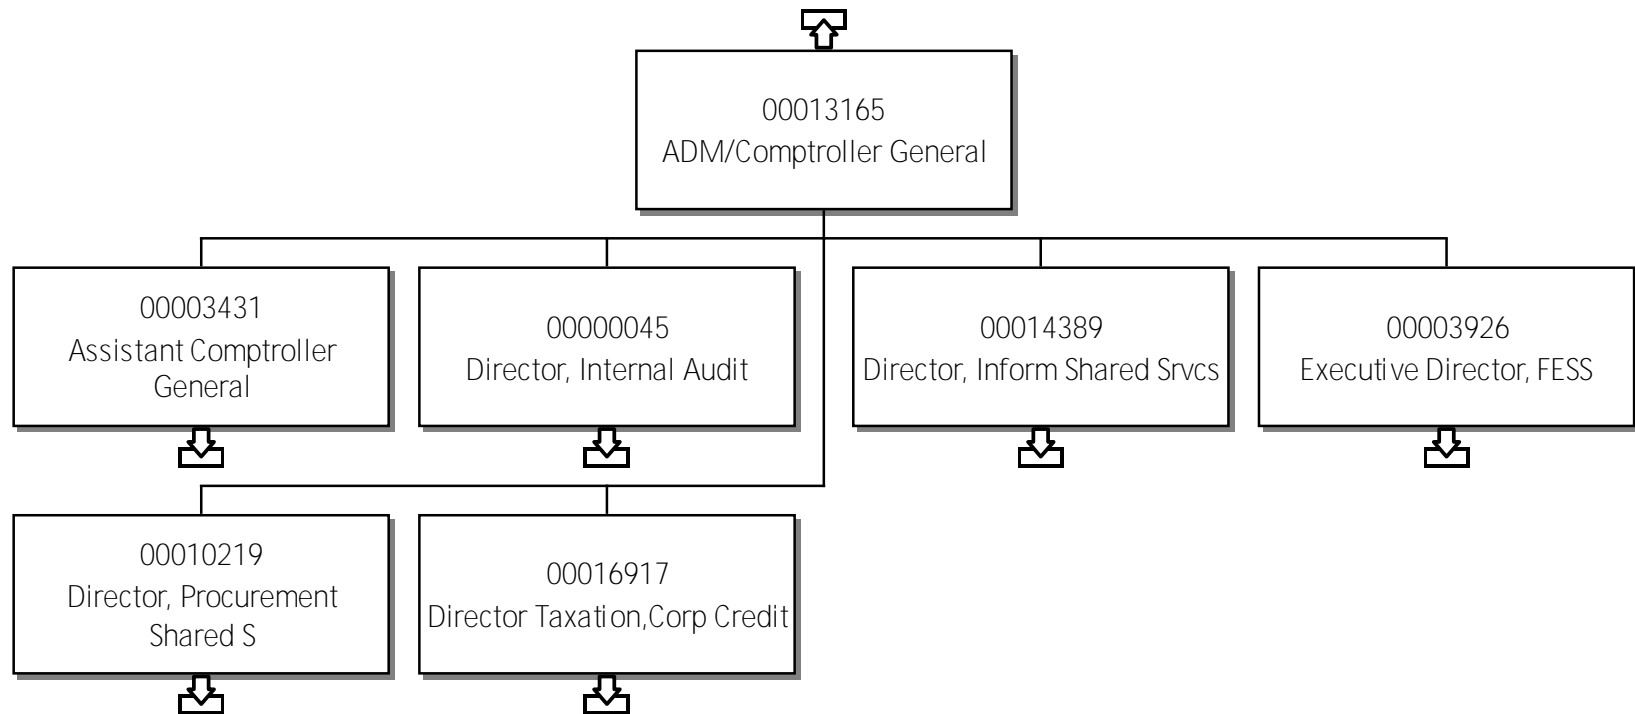 00013165
ADM/Comptroller General
00003431
Assistant Comptroller
General
00000045
Director, Internal Audit
00014389
Director, Inform Shared Srvcs
00003926
Executive Director, FESS
00010219
Director, Procurement
Shared S
00016917
Director Taxation,Corp Credit